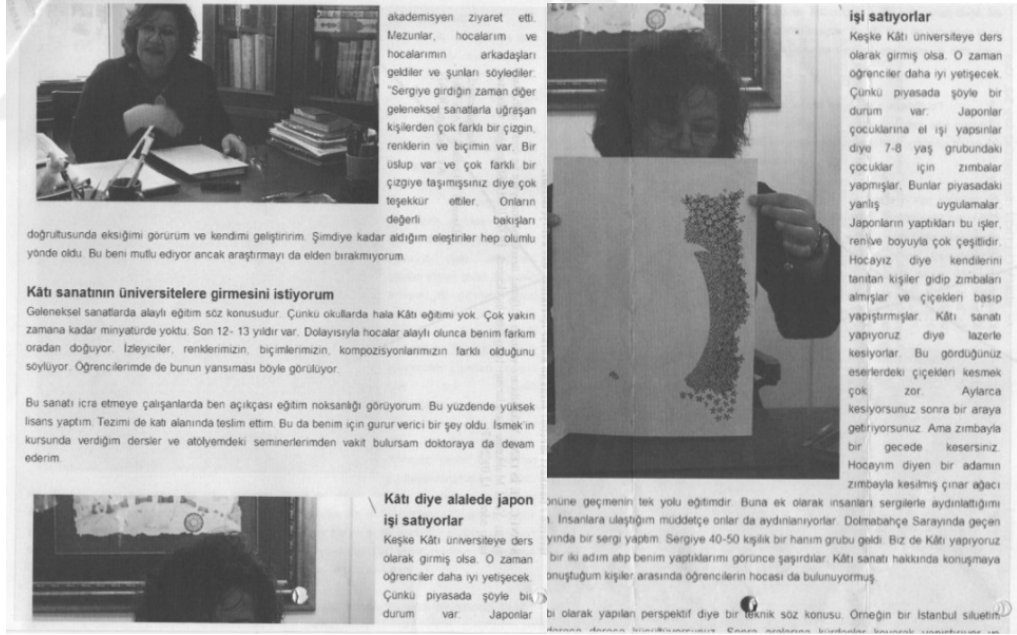 akademisyen ziyaret etti.
Mezunlar, hocalarım ve
hocalarımın arkadaşları
geldiler ve şunları söylediler:
"Sergiye girdiğin zaman diğer
geleneksel sanatlarla uğraşan
kişilerden çok farklı bir çizgin,
renklerin ve biçimin var. Bir
üslup var ve çok farklı bir
çizgiye taşımışsınız diye çok
teşekkür ettiler. Onların
değerli bakışları
doğrultusunda eksiğimi görürüm ve kendimi geliştiririm. Şimdiye kadar aldığım eleştiriler hep olumlu
yönde oldu. Bu beni mutlu ediyor ancak araştırmayı da elden bırakmıyorum.
Kâtı sanatının üniversitelere girmesini istiyorum
Geleneksel sanatlarda alaylı eğitim söz konusudur. Çünkü okullarda hala Kâtı eğitimi yok. Çok yakın
zamana kadar minyatürde yoktu. Son 12- 13 yıldır var. Dolayısıyla hocalar alaylı olunca benim farkım
oradan doğuyor. İzleyiciler, renklerimizin, biçimlerimizin, kompozisyonlarımızın farklı olduğunu
söylüyor. Öğrencilerimde de bunun yansıması böyle görülüyor.
Bu sanatı icra etmeye çalışanlarda ben açıkçası eğitim noksanlığı görüyorum. Bu yüzdende yüksek
lisans yaptım. Tezimi de katı alanında teslim ettim. Bu da benim için gurur verici bir şey oldu. İsmek'in
kursunda verdiğim dersler ve atölyemdeki seminerlerimden vakit bulursam doktoraya da devam
ederim.
Kâtı diye alalede japon
işi satıyorlar
Keşke Kâtı üniversiteye ders
olarak girmiş olsa. O zaman
öğrenciler daha iyi yetişecek.
Çünkü piyasada şöyle bir
durum var: Japonlar
işi satıyorlar
Keşke Kâtı üniversiteye ders
olarak girmiş olsa. O zaman
öğrenciler daha iyi yetişecek.
Çünkü piyasada şöyle bir
durum var: Japonlar
çocuklarına el işi yapsınlar
diye 7-8 yaş grubundaki
çocuklar için zımbalar
yapmışlar. Bunlar piyasadaki
yanlış uygulamalar.
Japonların yaptıkları bu işler,
renk ve boyuyla çok çeşitlidir.
Hocayız diye kendilerini
tanıtan kişiler gidip zımbaları
almışlar ve çiçekleri basıp
yapıştırmışlar. Kâtı sanatı
yapıyoruz diye lazerle
kesiyorlar. Bu gördüğünüz
eserlerdeki çiçekleri kesmek
çok zor. Aylarca
kesiyorsunuz sonra bir araya
getiriyorsunuz. Ama zımbayla
bir gecede kesersiniz.
Hocayım diyen bir adamın
zımbayla kesilmiş çınar ağacı
önüne geçmenin tek yolu eğitimdir. Buna ek olarak insanları sergilerle aydınlattığımı
İnsanlara ulaştığım müddetçe onlar da aydınlanıyorlar. Dolmabahçe Sarayında geçen
yında bir sergi yaptım. Sergiye 40-50 kişilik bir hanım grubu geldi. Biz de Kâtı yapıyoruz
bir iki adım atıp benim yaptıklarımı görünce şaşırdılar. Kâtı sanatı hakkında konuşmaya
onuştuğum kişiler arasında öğrencilerin hocası da bulunuyormuş.
bi olarak yapılan perspektif diye bir teknik söz konusu. Örneğin bir İstanbul siluetini